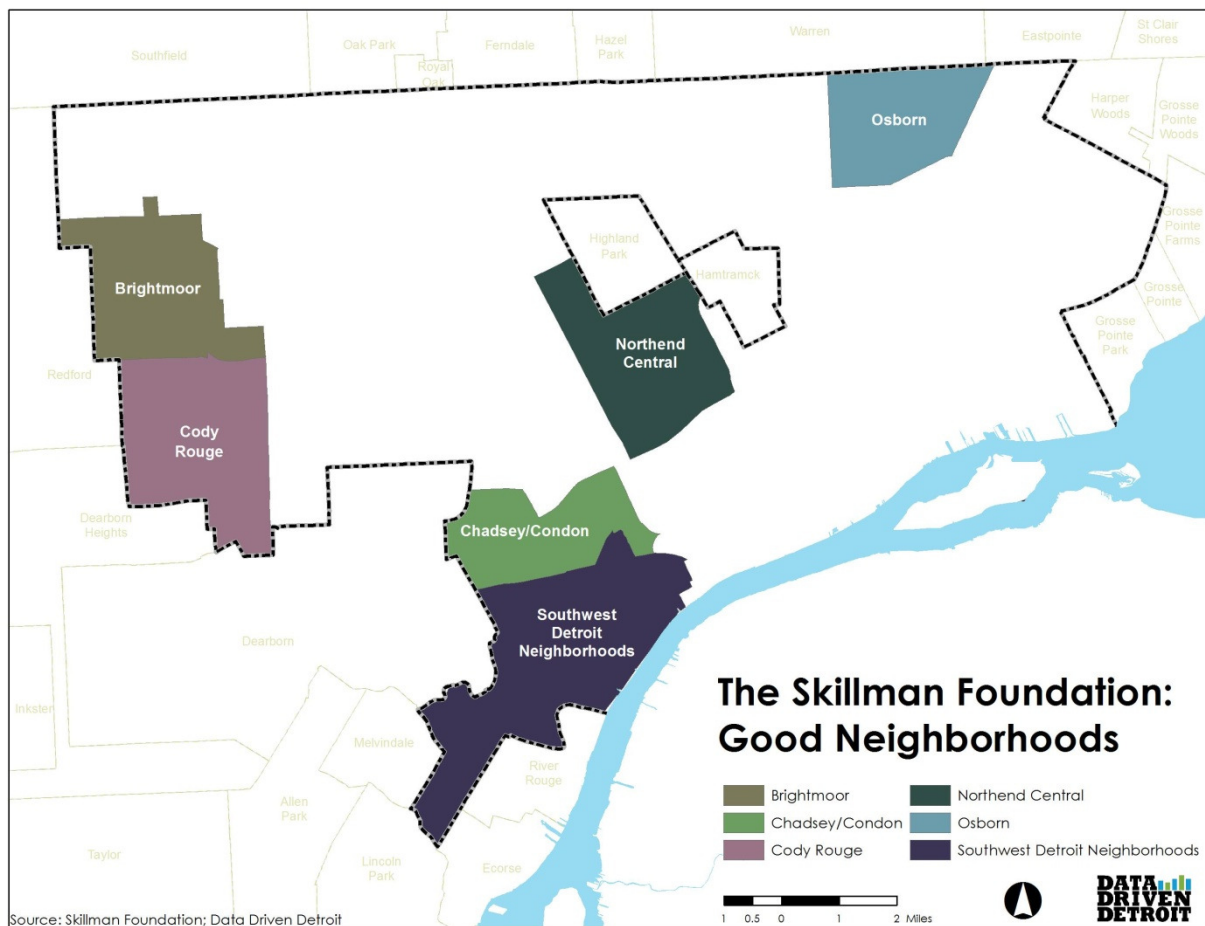 Southfield
Oak Park
Royal
Oak
Ferndale
Hazel
Park
Warren
Eastpointe
St Clair
Shores
Harper
Woods
Grosse
Pointe
Woods
Osborn
Grosse
Pointe
Farms
Highland
Park
Hamtramck
Brightmoor
Grosse
Pointe
Grosse
Pointe
Park
Northend
Central
Redford
Cody
Rouge
Dearborn
Heights
Chadsey/Condon
Southwest
Detroit
Neighborhoods
Dearborn
Inkster
Melvindale
River
Rouge
Allen
Park
Taylor
Lincoln
Park
Ecorse
The Skillman Foundation:
Good Neighborhoods
Brightmoor
Chadsey/Condon
Cody Rouge
Northend Central
Osborn
Southwest Detroit Neighborhoods
1 0.5 0 1 2 Miles
DATA
DRIVEN
DETROIT
Source: Skillman Foundation; Data Driven Detroit